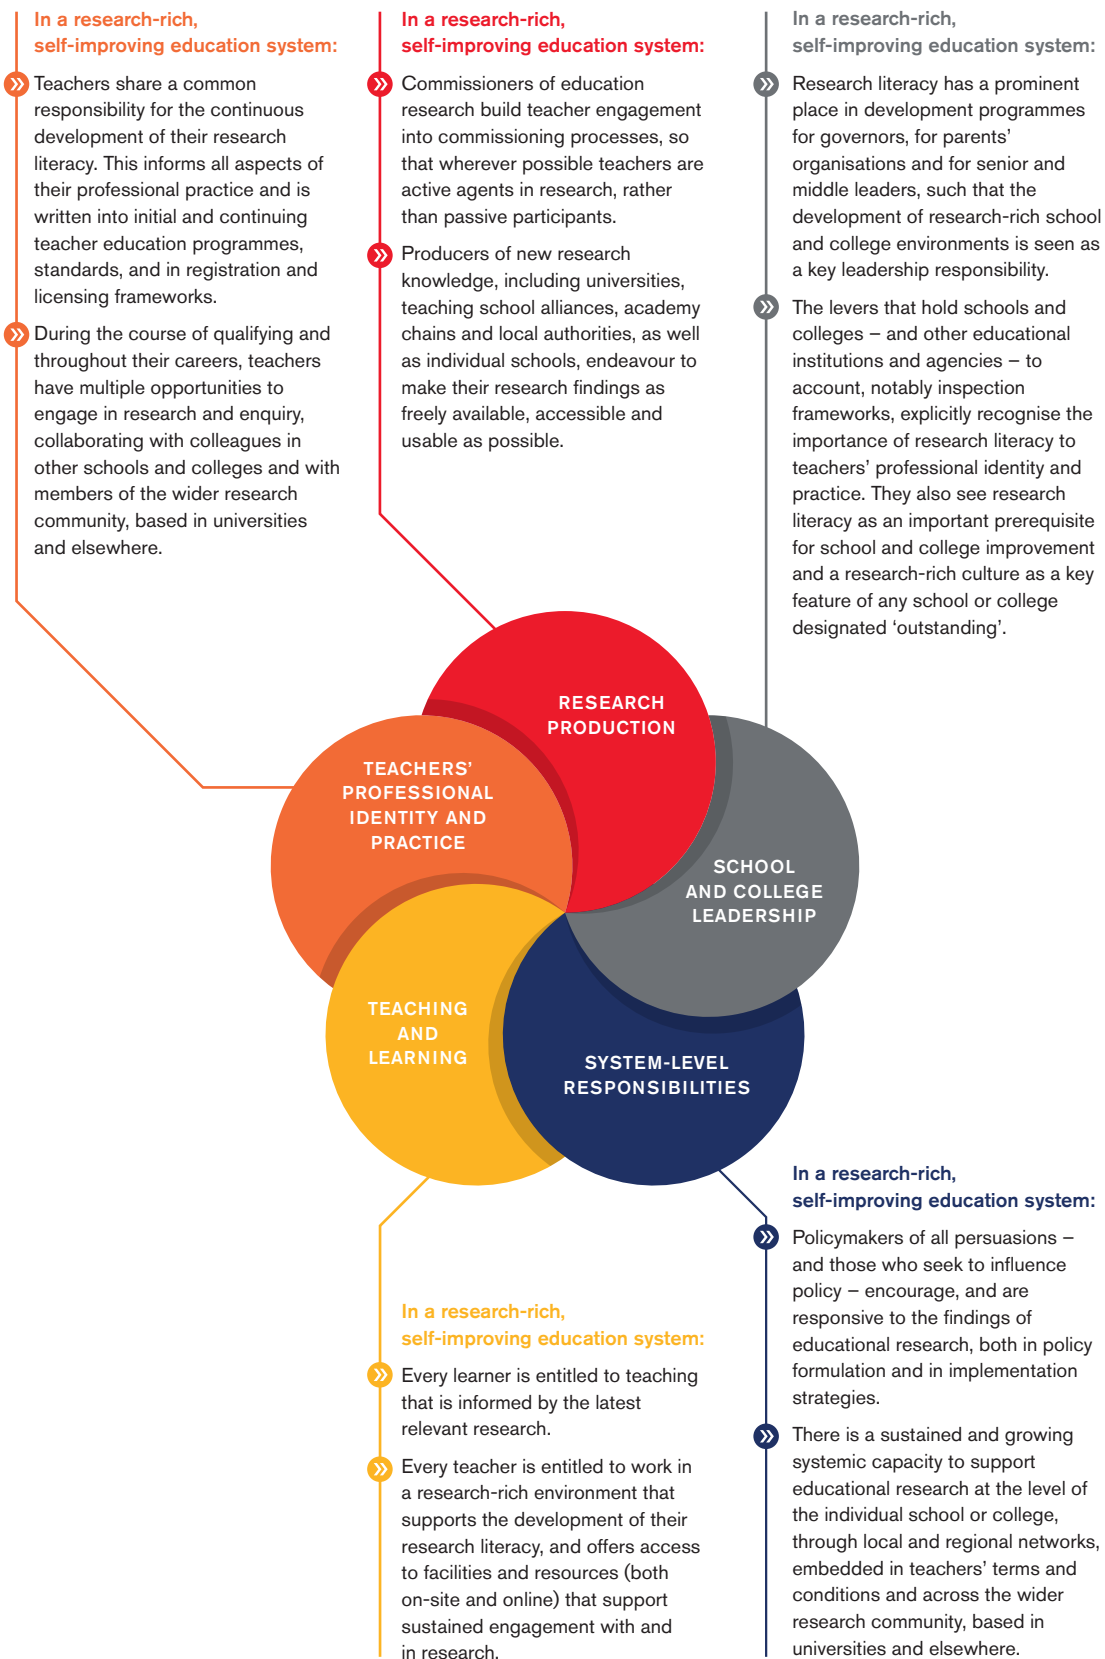 In a research-rich,
self-improving education system:
Teachers share a common
responsibility for the continuous
development of their research
literacy. This informs all aspects of
their professional practice and is
written into initial and continuing
teacher education programmes,
standards, and in registration and
licensing frameworks.
During the course of qualifying and
throughout their careers, teachers
have multiple opportunities to
engage in research and enquiry,
collaborating with colleagues in
other schools and colleges and with
members of the wider research
community, based in universities
and elsewhere.
In a research-rich,
self-improving education system:
Commissioners of education
research build teacher engagement
into commissioning processes, so
that wherever possible teachers are
active agents in research, rather
than passive participants.
Producers of new research
knowledge, including universities,
teaching school alliances, academy
chains and local authorities, as well
as individual schools, endeavour to
make their research findings as
freely available, accessible and
usable as possible.
In a research-rich,
self-improving education system:
Research literacy has a prominent
place in development programmes
for governors, for parents’
organisations and for senior and
middle leaders, such that the
development of research-rich school
and college environments is seen as
a key leadership responsibility.
The levers that hold schools and
colleges – and other educational
institutions and agencies – to
account, notably inspection
frameworks, explicitly recognise the
importance of research literacy to
teachers’ professional identity and
practice. They also see research
literacy as an important prerequisite
for school and college improvement
and a research-rich culture as a key
feature of any school or college
designated ‘outstanding’.
RESEARCH
PRODUCTION
TEACHERS’
PROFESSIONAL
IDENTITY AND
PRACTICE
SCHOOL
AND COLLEGE
LEADERSHIP
TEACHING
AND
LEARNING
SYSTEM-LEVEL
RESPONSIBILITIES
In a research-rich,
self-improving education system:
Every learner is entitled to teaching
that is informed by the latest
relevant research.
Every teacher is entitled to work in
a research-rich environment that
supports the development of their
research literacy, and offers access
to facilities and resources (both
on-site and online) that support
sustained engagement with and
in research.
In a research-rich,
self-improving education system:
Policymakers of all persuasions –
and those who seek to influence
policy – encourage, and are
responsive to the findings of
educational research, both in policy
formulation and in implementation
strategies.
There is a sustained and growing
systemic capacity to support
educational research at the level of
the individual school or college,
through local and regional networks,
embedded in teachers’ terms and
conditions and across the wider
research community, based in
universities and elsewhere.